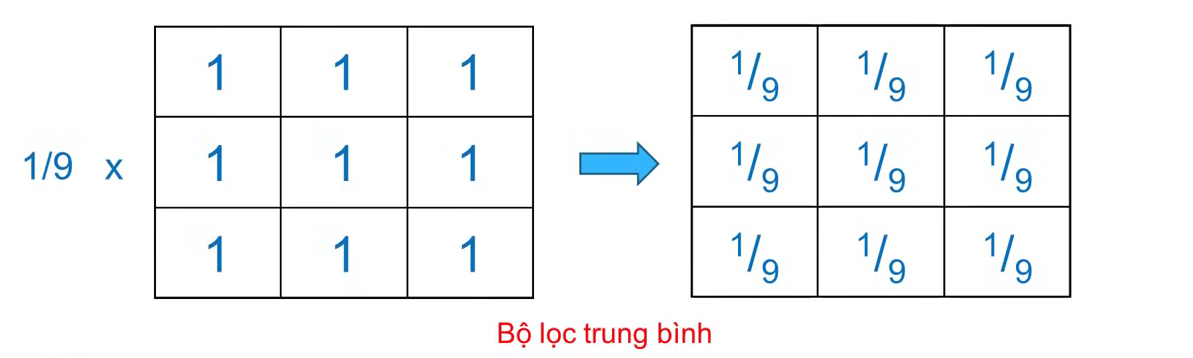 1 1 1 1/9 1/9 1/9
1/9 x 1 1 1 1/9 1/9 1/9
1 1 1 1/9 1/9 1/9
Bộ lọc trung bình